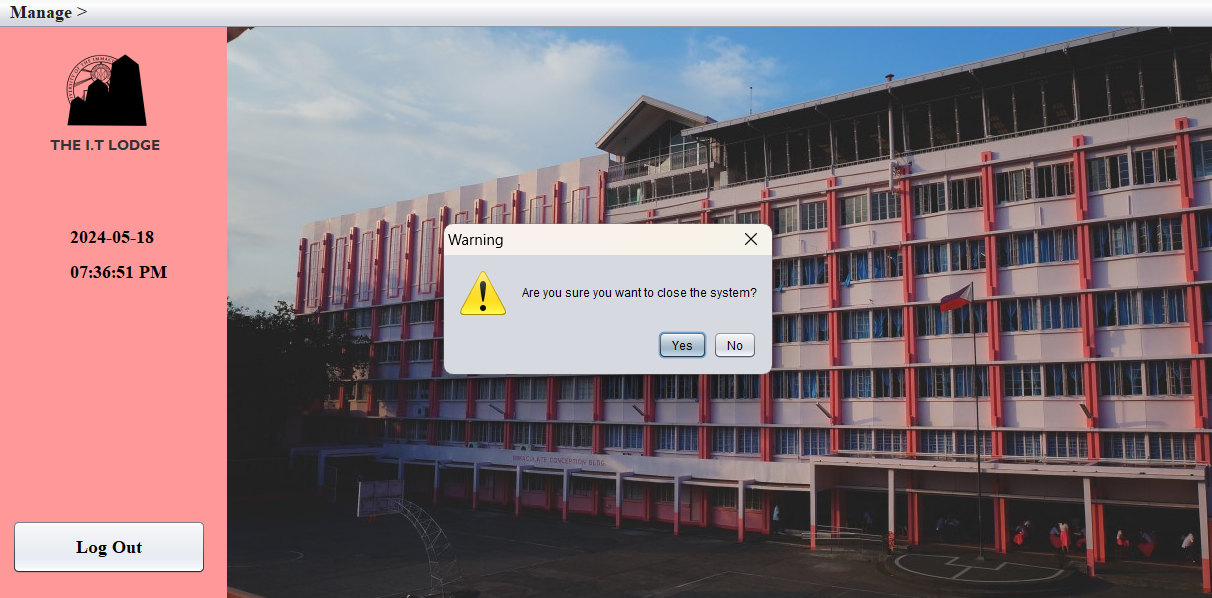 Manage >
THE I.T LODGE
2024-05-18
07:36:51 PM
Log Out
Warning
Are you sure you want to close the system?
Yes
No
IMMACULATE CONCEPTION BLDG.